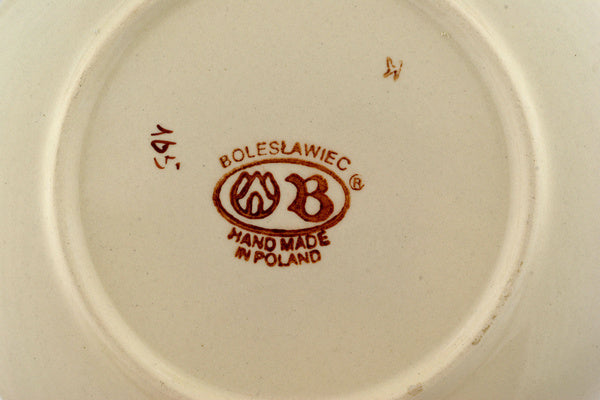 BOLESŁAWIEC
B ®
HAND MADE
IN POLAND